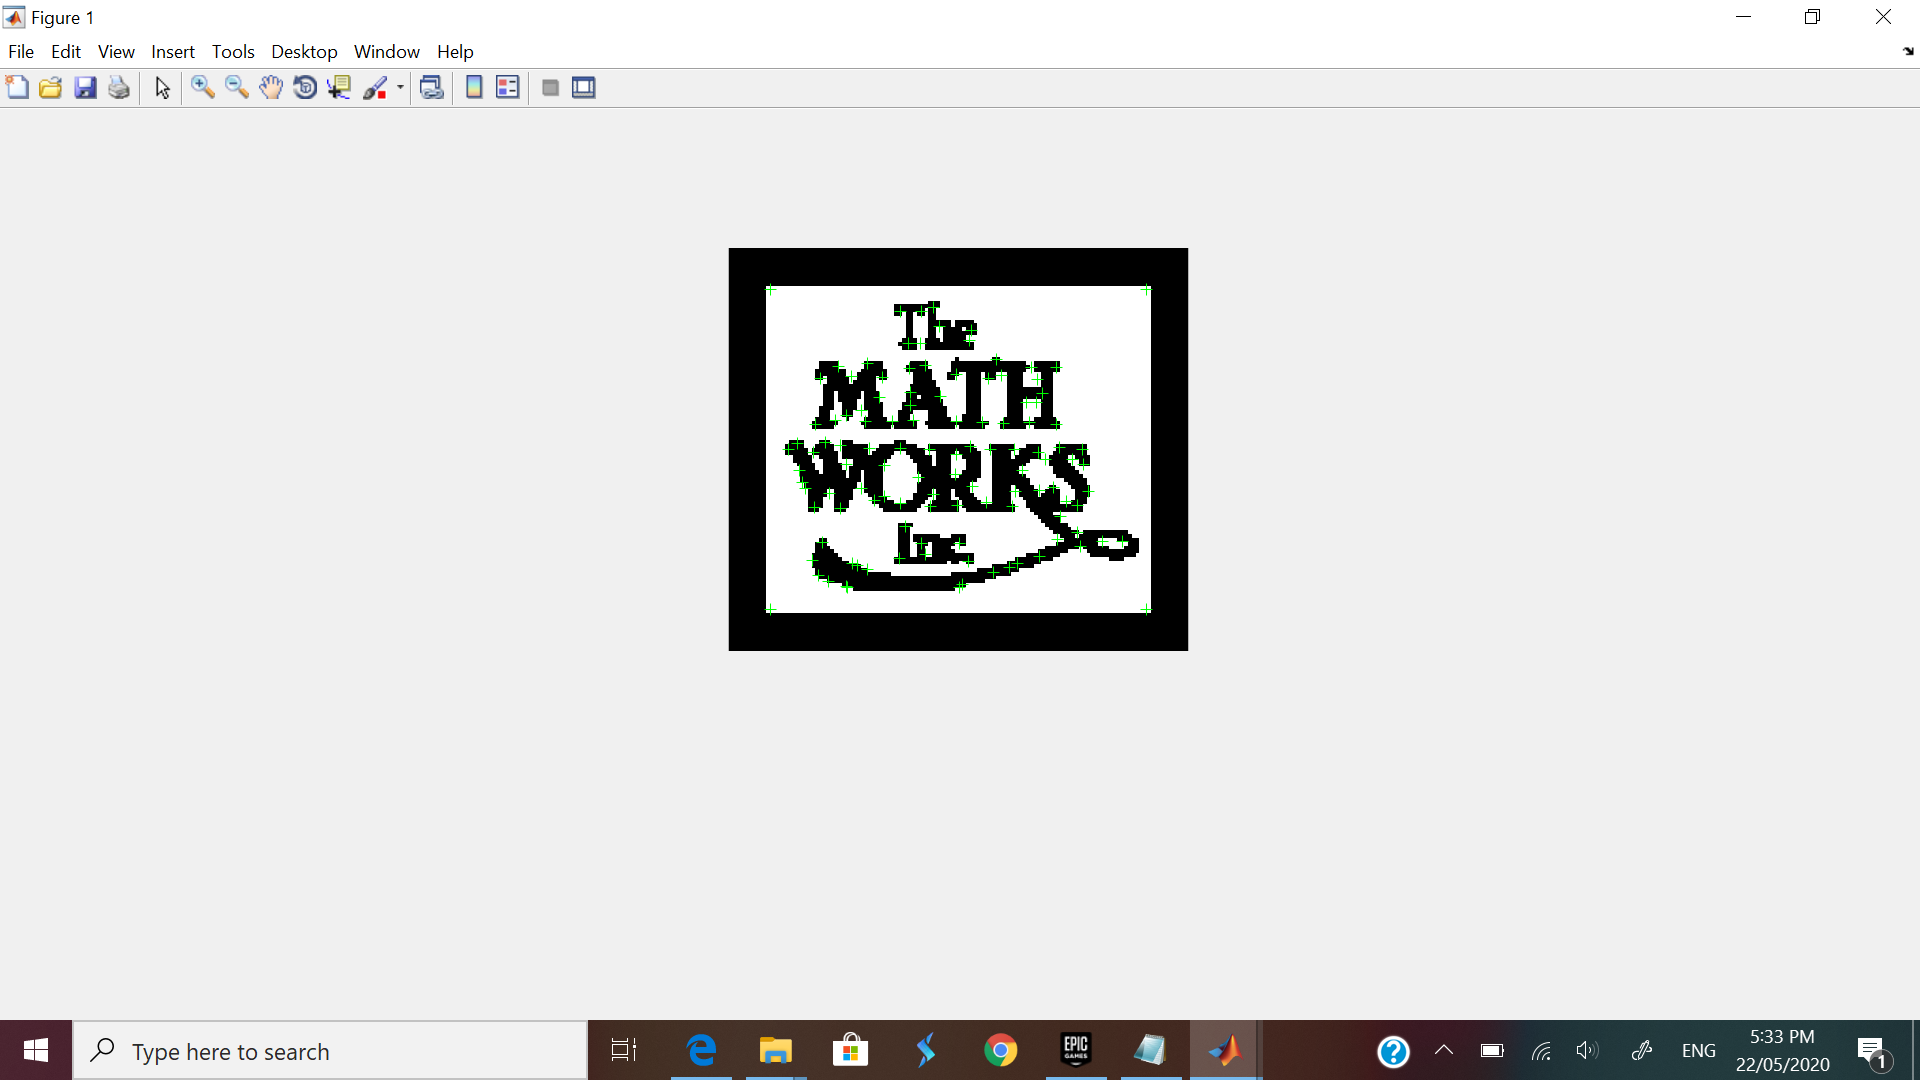 Figure 1
File Edit View Insert Tools Desktop Window Help
The
MATH
WORKS
Inc.
Type here to search
EPIC
GAMES
ENG
5:33 PM
22/05/2020
1